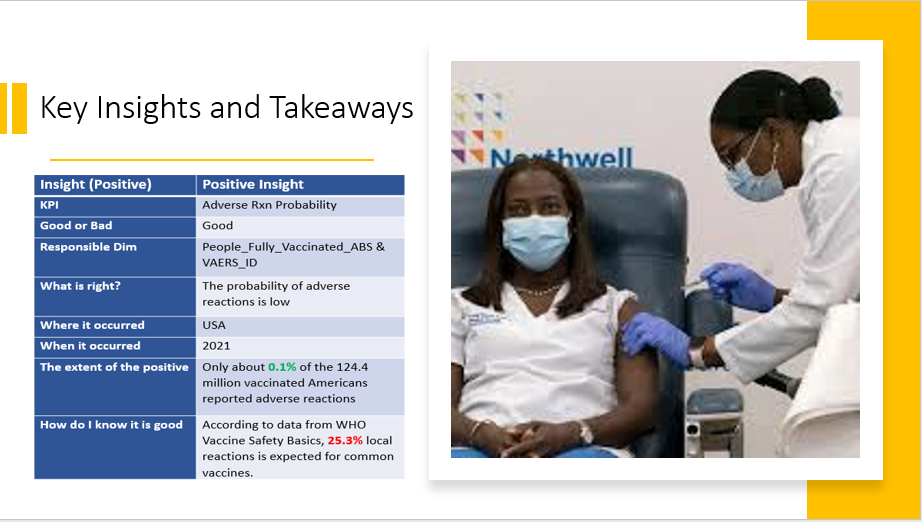 Key Insights and Takeaways
Northwell
Insight (Positive) Positive Insight
KPI Adverse Rxn Probability
Good or Bad Good
Responsible Dim People_Fully_Vaccinated_ABS &
VAERS_ID
What is right? The probability of adverse
reactions is low
Where it occurred USA
When it occurred 2021
The extent of the positive Only about 0.1% of the 124.4
million vaccinated Americans
reported adverse reactions
How do I know it is good According to data from WHO
Vaccine Safety Basics, 25.3% local
reactions is expected for common
vaccines.